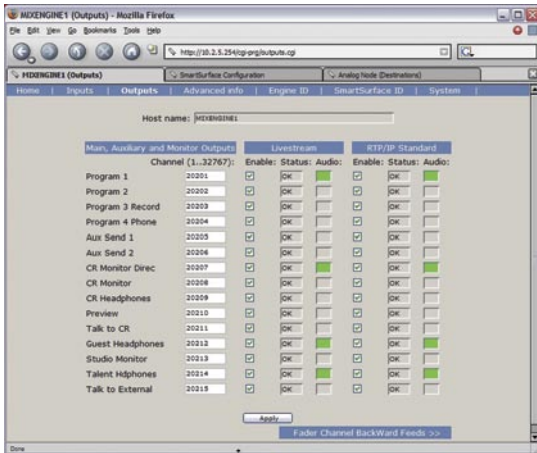 MIXENGINE1 (Outputs) - Mozilla Firefox
File Edit View Go Bookmarks Tools Help
http://10.2.5.254/cgi-prg/outputs.cgi
MIXENGINE1 (Outputs) SmartSurface Configuration Analog Node (Destinations)
Home | Inputs | Outputs | Advanced info | Engine ID | SmartSurface ID | System |
Host name: MIXENGINE1
Main, Auxiliary and Monitor Outputs Livestream RTP/IP Standard
Channel (1..32767): Enable: Status: Audio: Enable: Status: Audio:
Program 1 20201 OK OK
Program 2 20202 OK OK
Program 3 Record 20203 OK OK
Program 4 Phone 20204 OK OK
Aux Send 1 20205 OK OK
Aux Send 2 20206 OK OK
CR Monitor Direc 20207 OK OK
CR Monitor 20208 OK OK
CR Headphones 20209 OK OK
Preview 20210 OK OK
Talk to CR 20211 OK OK
Guest Headphones 20212 OK OK
Studio Monitor 20213 OK OK
Talent Hdphones 20214 OK OK
Talk to External 20215 OK OK
Apply
Fader Channel BackWard Feeds >>
Done